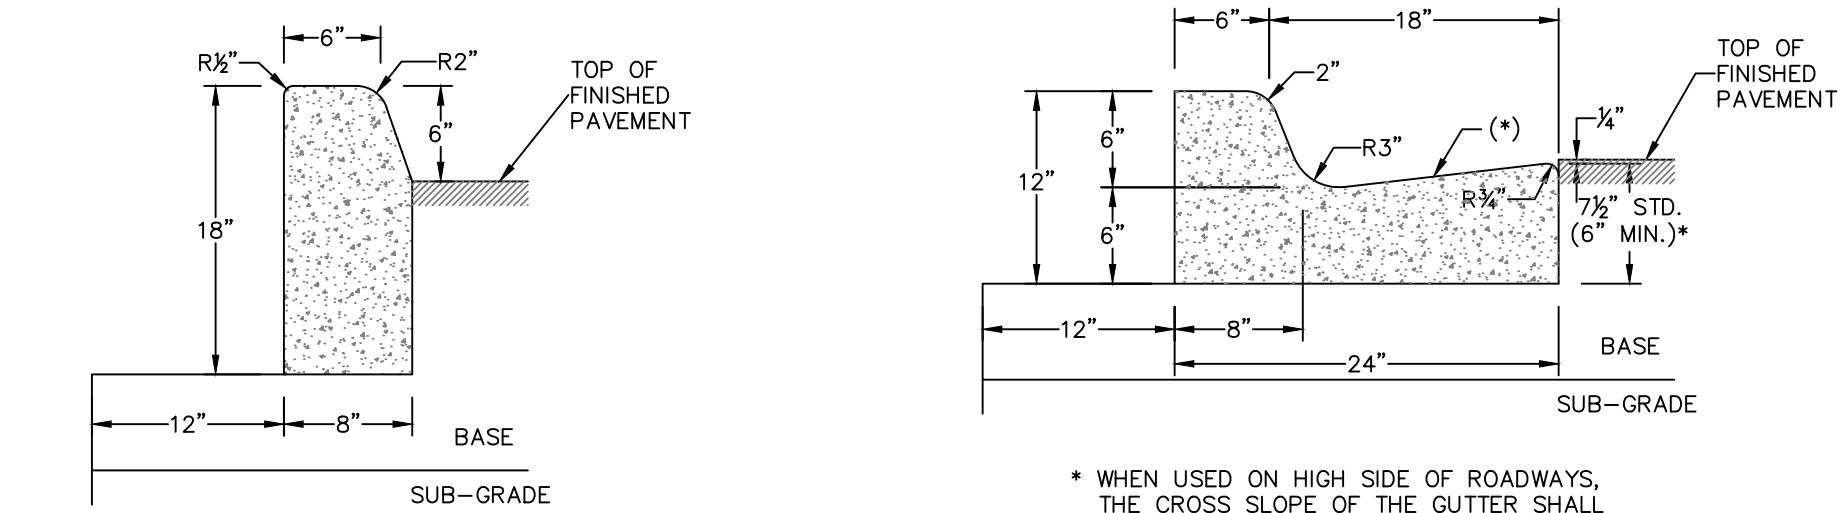 6”
R½”
R2”
TOP OF
FINISHED
PAVEMENT
6”
18”
12”
8”
BASE
SUB-GRADE
6”
18”
2”
TOP OF
FINISHED
PAVEMENT
¼”
(*)
R3”
6”
12”
R¾”
7½” STD.
(6” MIN.)*
6”
12”
8”
BASE
24”
SUB-GRADE
* WHEN USED ON HIGH SIDE OF ROADWAYS,
THE CROSS SLOPE OF THE GUTTER SHALL